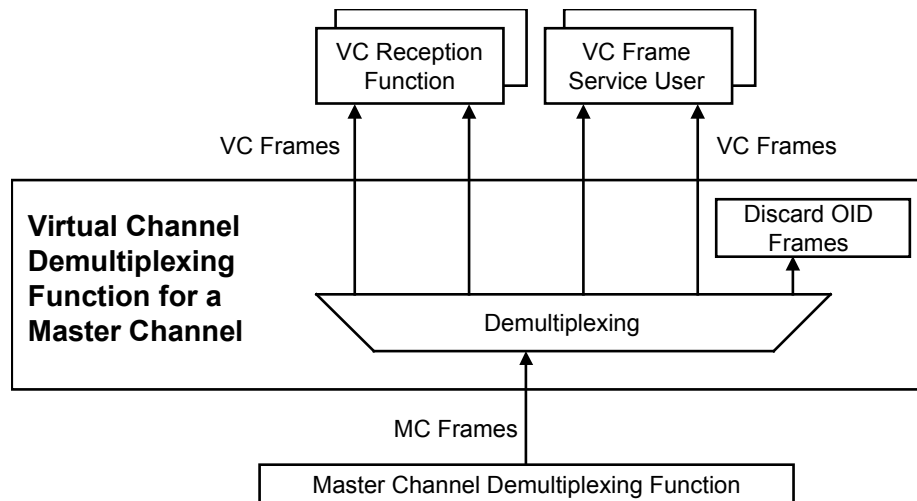 VC Reception
Function
VC Frame
Service User
VC Frames
VC Frames
Virtual Channel
Demultiplexing
Function for a
Master Channel
Discard OID
Frames
Demultiplexing
MC Frames
Master Channel Demultiplexing Function